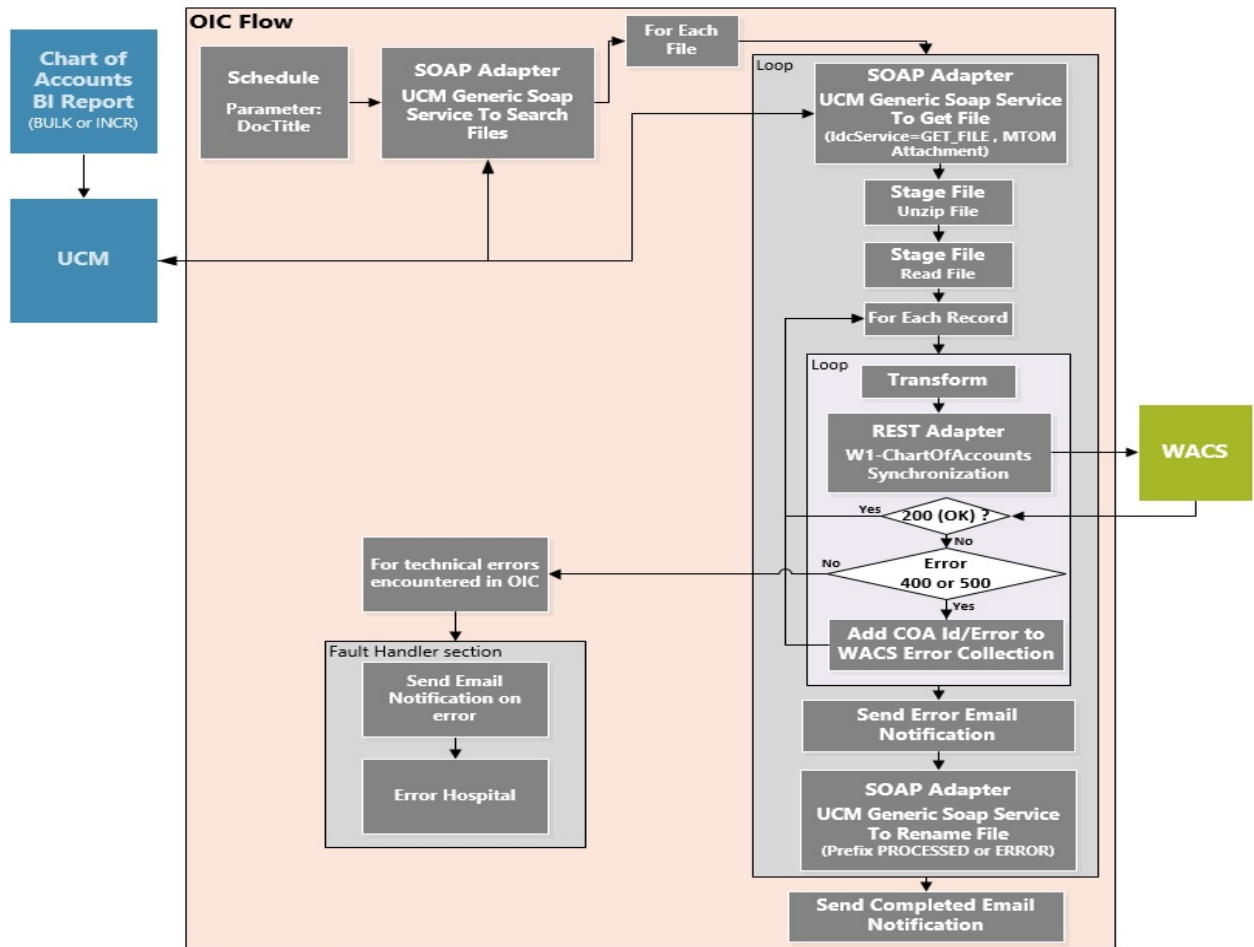 OIC Flow
Chart of
Accounts
BI Report
(BULK or INCR)
UCM
Schedule
Parameter:
DocTitle
SOAP Adapter
UCM Generic Soap
Service To Search
Files
For Each
File
Loop
SOAP Adapter
UCM Generic Soap Service
To Get File
(IdcService=GET_FILE , MTOM
Attachment)
Stage File
Unzip File
Stage File
Read File
For Each Record
Loop
Transform
REST Adapter
W1-ChartOfAccounts
Synchronization
WACS
Yes
200 (OK) ?
No
No
Error
400 or 500
Yes
Add COA Id/Error to
WACS Error Collection
For technical errors
encountered in OIC
Fault Handler section
Send Email
Notification on
error
Error Hospital
Send Error Email
Notification
SOAP Adapter
UCM Generic Soap Service
To Rename File
(Prefix PROCESSED or ERROR)
Send Completed Email
Notification